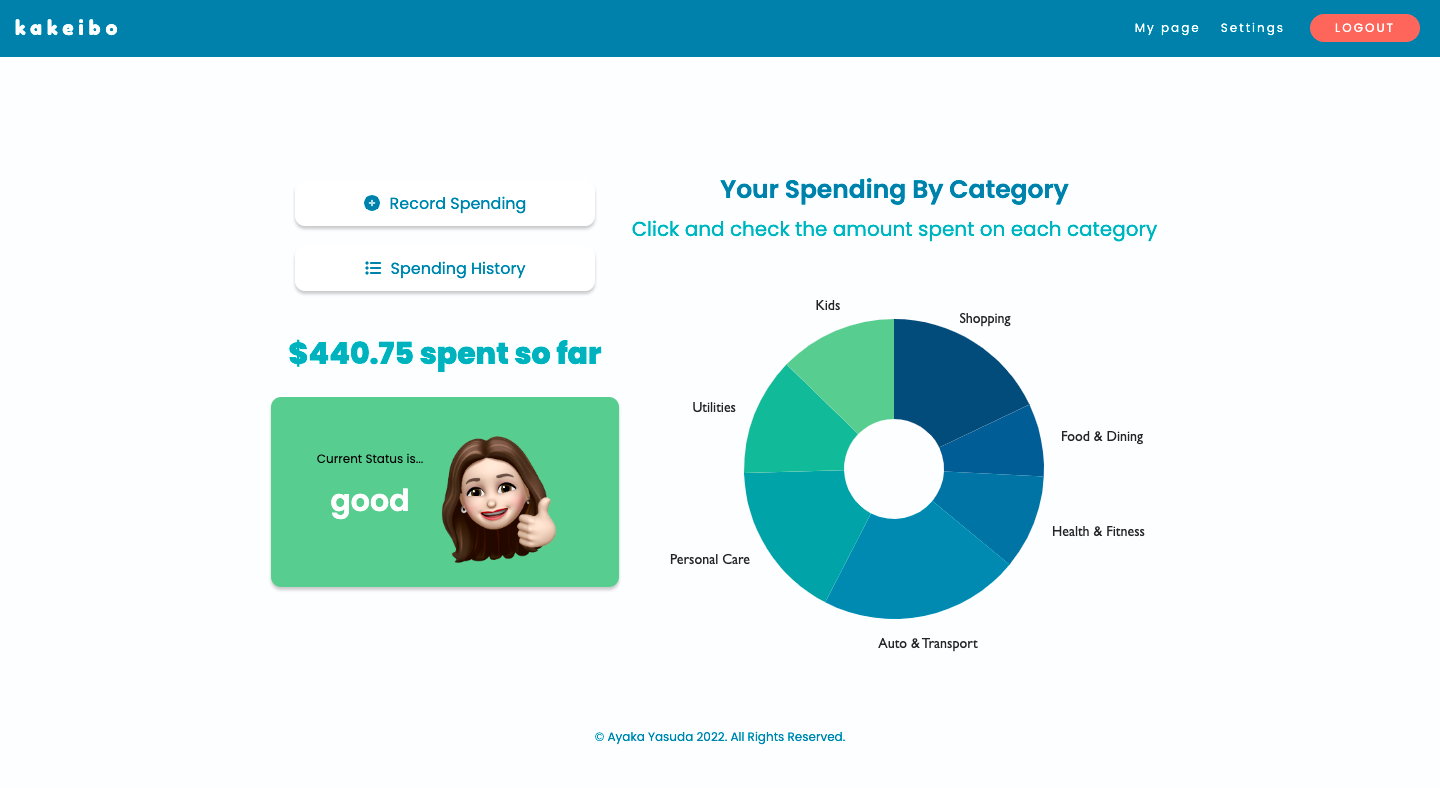 kakeibo
My page
Settings
LOGOUT
Record Spending
Spending History
$440.75 spent so far
Current Status is...
good
Your Spending By Category
Click and check the amount spent on each category
Kids
Shopping
Utilities
Food & Dining
Health & Fitness
Personal Care
Auto & Transport
© Ayaka Yasuda 2022. All Rights Reserved.